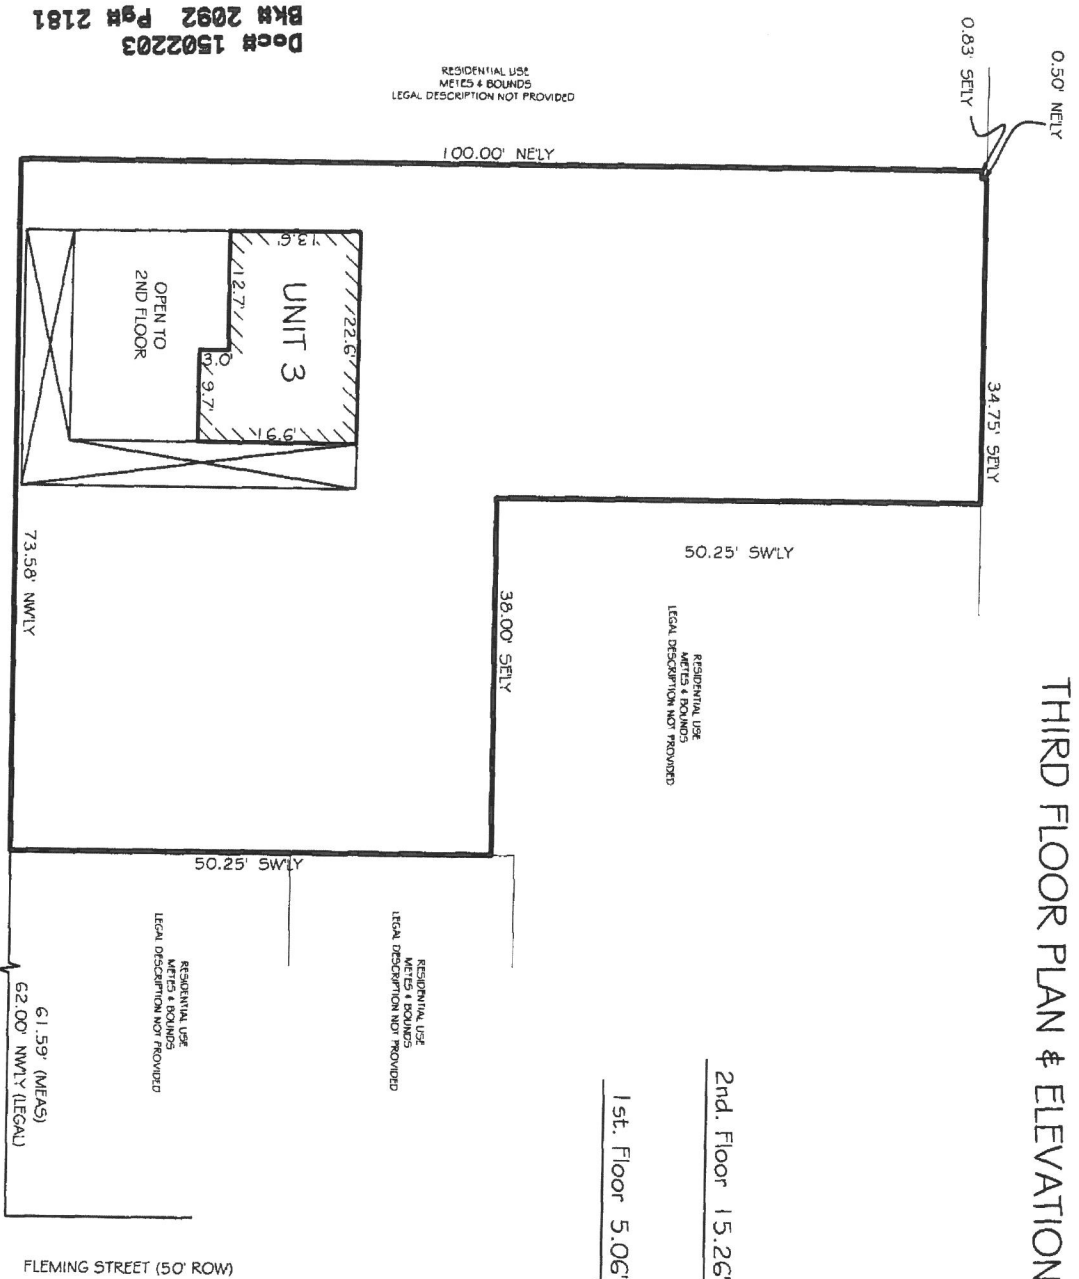 Doc# 1502203
Bk# 2092 Pg# 2181
RESIDENTIAL USE
METES & BOUNDS
LEGAL DESCRIPTION NOT PROVIDED
0.83' SE'LY
0.50' NE'LY
100.00' NE'LY
THIRD FLOOR PLAN & ELEVATION
34.75' SE'LY
50.25' SW'LY
38.00' SE'LY
RESIDENTIAL USE
METES & BOUNDS
LEGAL DESCRIPTION NOT PROVIDED
UNIT 3
13.6'
22.6'
12.7'
3.0'
9.7'
16.6'
OPEN TO
2ND FLOOR
73.58' NW'LY
50.25' SW'LY
RESIDENTIAL USE
METES & BOUNDS
LEGAL DESCRIPTION NOT PROVIDED
RESIDENTIAL USE
METES & BOUNDS
LEGAL DESCRIPTION NOT PROVIDED
2nd. Floor 15.26'
1st. Floor 5.06'
61.59' (MEAS)
62.00' NW'LY (LEGAL)
FLEMING STREET (50' ROW)